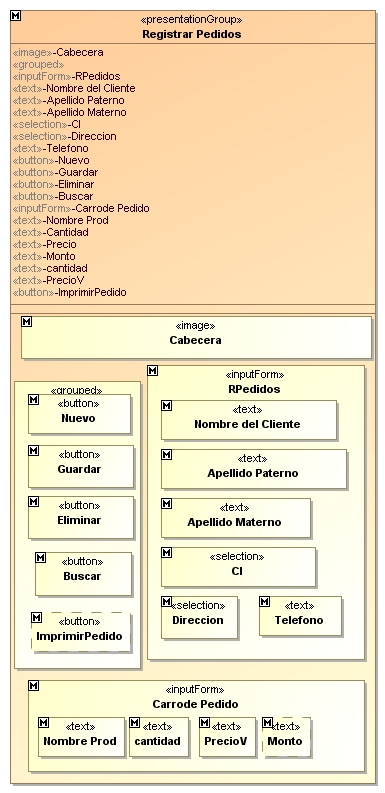 «presentationGroup»
Registrar Pedidos
«image»-Cabecera
«grouped»
«inputForm»-RPedidos
«text»-Nombre del Cliente
«text»-Apellido Paterno
«text»-Apellido Materno
«selection»-CI
«selection»-Direccion
«text»-Telefono
«button»-Nuevo
«button»-Guardar
«button»-Eliminar
«button»-Buscar
«inputForm»-Carrode Pedido
«text»-Nombre Prod
«text»-Cantidad
«text»-Precio
«text»-Monto
«text»-cantidad
«text»-PrecioV
«button»-ImprimirPedido
«image»
Cabecera
«grouped»
«button»
Nuevo
«button»
Guardar
«button»
Eliminar
«button»
Buscar
«button»
ImprimirPedido
«inputForm»
RPedidos
«text»
Nombre del Cliente
«text»
Apellido Paterno
«text»
Apellido Materno
«selection»
CI
«selection»
Direccion
«text»
Telefono
«inputForm»
Carrode Pedido
«text»
Nombre Prod
«text»
cantidad
«text»
PrecioV
«text»
Monto